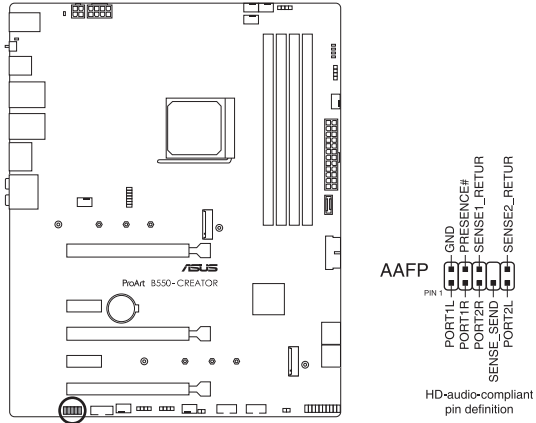 ASUS
ProArt B550-CREATOR
AAFP
PIN 1
GND
PRESENCE#
SENSE1_RETUR
SENSE2_RETUR
PORT1L
PORT1R
PORT2R
SENSE_SEND
PORT2L
HD-audio-compliant
pin definition